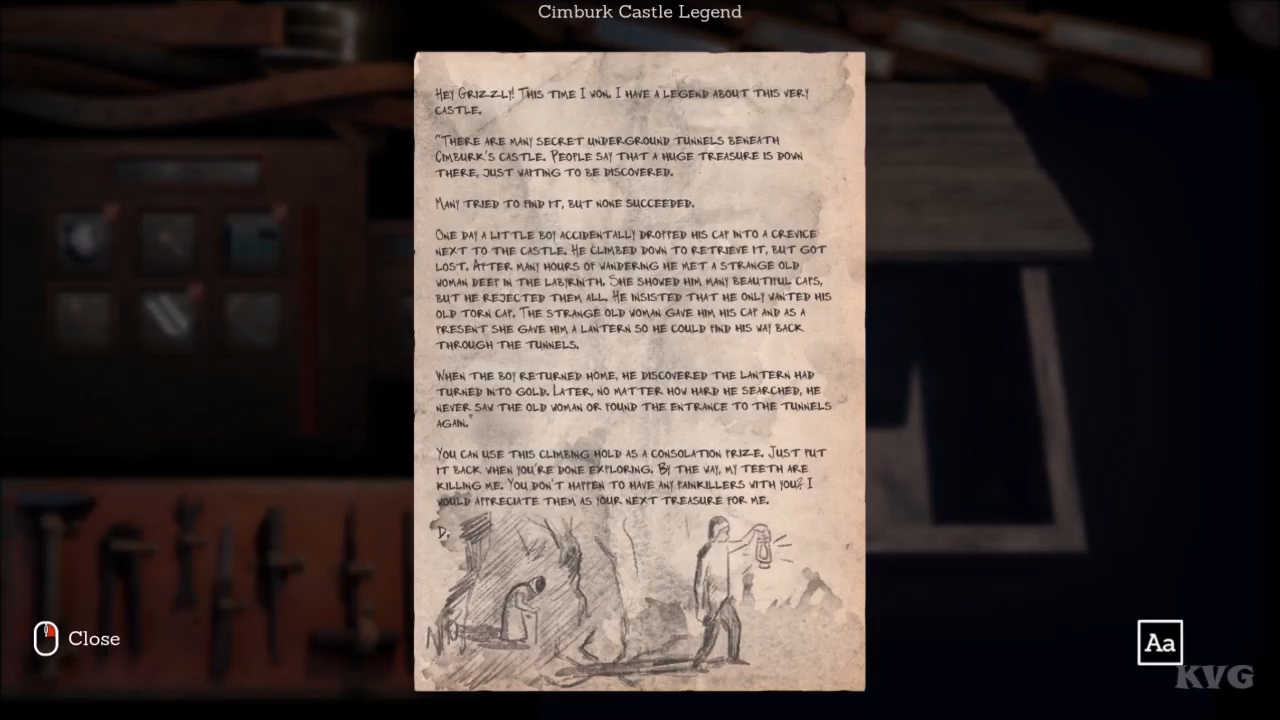 Cimburk Castle Legend
Hey Grizzly! This time I won. I have a legend about this very
castle.
"There are many secret underground tunnels beneath
Cimburk's castle. People say that a huge treasure is down
there, just waiting to be discovered.
Many tried to find it, but none succeeded.
One day a little boy accidentally dropped his cap into a crevice
next to the castle. He climbed down to retrieve it, but got
lost. After many hours of wandering he met a strange old
woman deep in the labyrinth. She showed him many beautiful caps,
but he rejected them all. He insisted that he only wanted his
old torn cap. The strange old woman gave him his cap and as a
present she gave him a lantern so he could find his way back
through the tunnels.
When the boy returned home, he discovered the lantern had
turned into gold. Later, no matter how hard he searched, he
never saw the old woman or found the entrance to the tunnels
again."
You can use this climbing hold as a consolation prize. Just put
it back when you're done exploring. By the way, my teeth are
killing me. You don't happen to have any painkillers with you? I
would appreciate them as your next treasure for me.
D.
Close
Aa
KVG